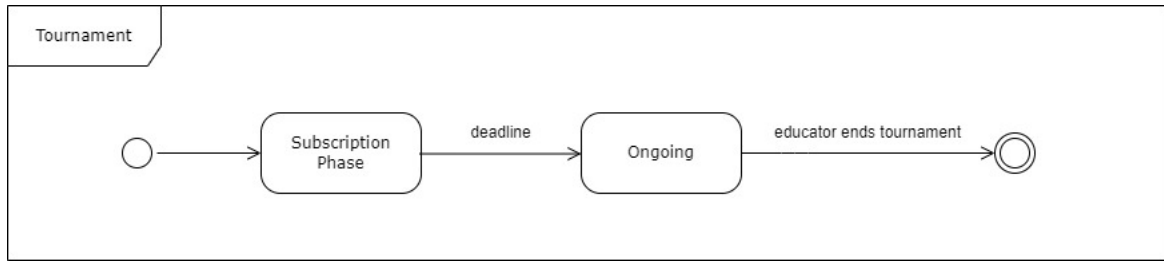 Tournament
Subscription
Phase
deadline
Ongoing
educator ends tournament